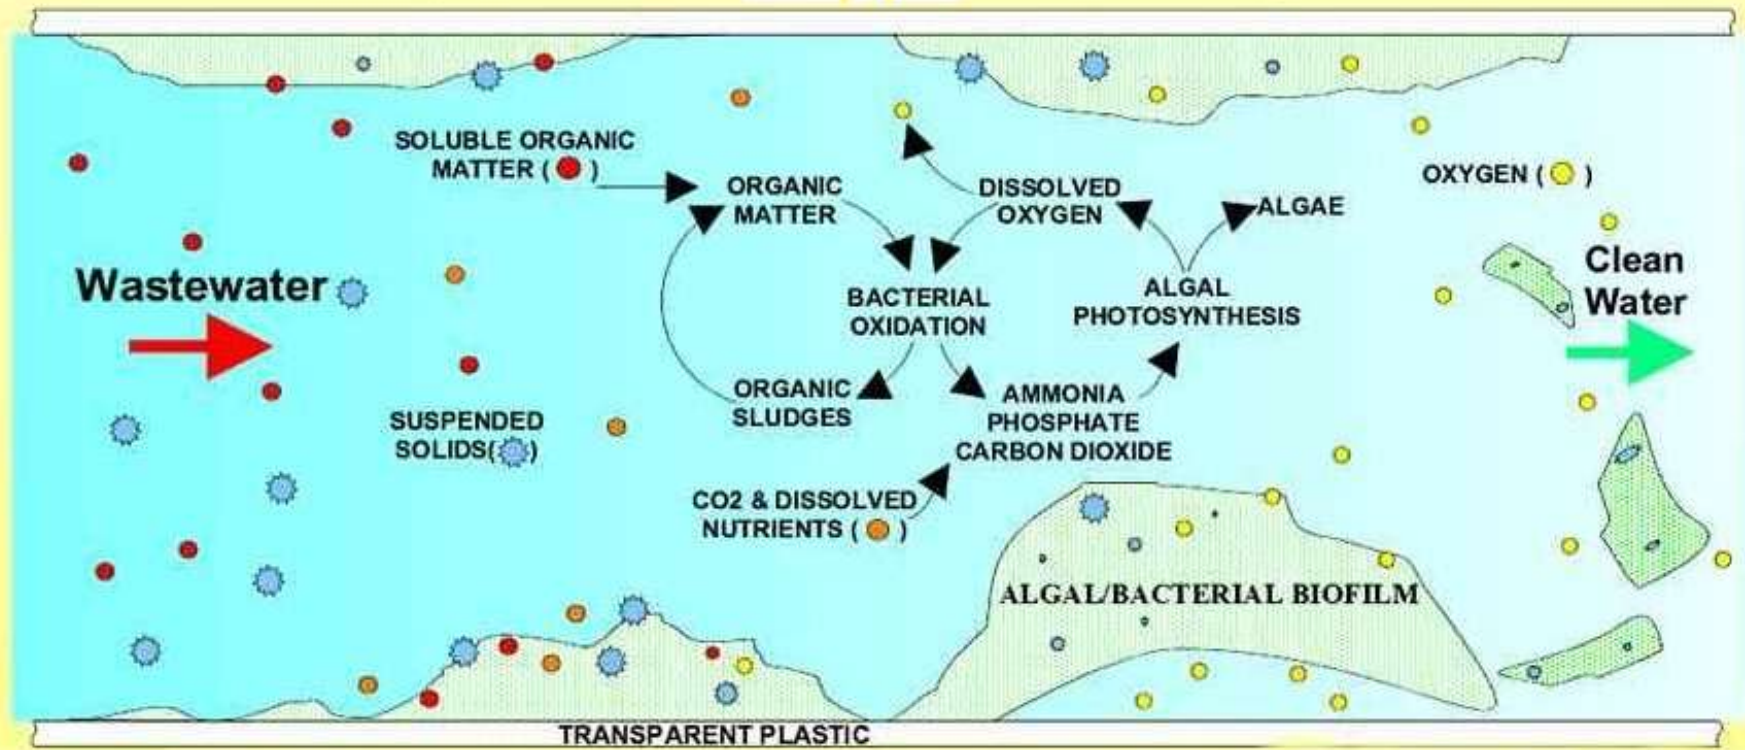 SOLUBLE ORGANIC
MATTER ( )
ORGANIC
MATTER
DISSOLVED
OXYGEN
ALGAE
OXYGEN ( )
Wastewater
BACTERIAL
OXIDATION
ALGAL
PHOTOSYNTHESIS
Clean
Water
SUSPENDED
SOLIDS( )
ORGANIC
SLUDGES
AMMONIA
PHOSPHATE
CARBON DIOXIDE
CO2 & DISSOLVED
NUTRIENTS ( )
ALGAL/BACTERIAL BIOFILM
TRANSPARENT PLASTIC